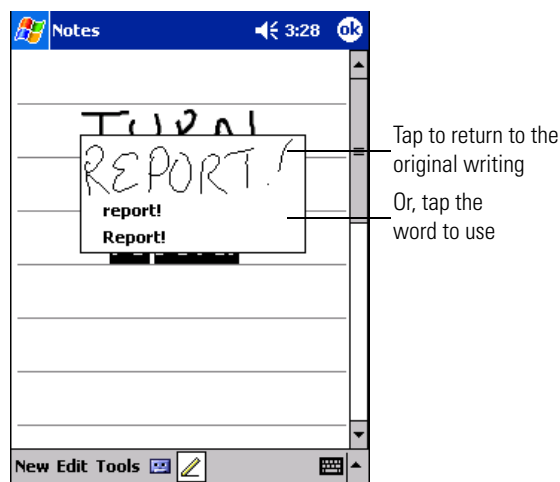 Notes 3:28 ok
REPORT!
report!
Report!
Tap to return to the
original writing
Or, tap the
word to use
New Edit Tools